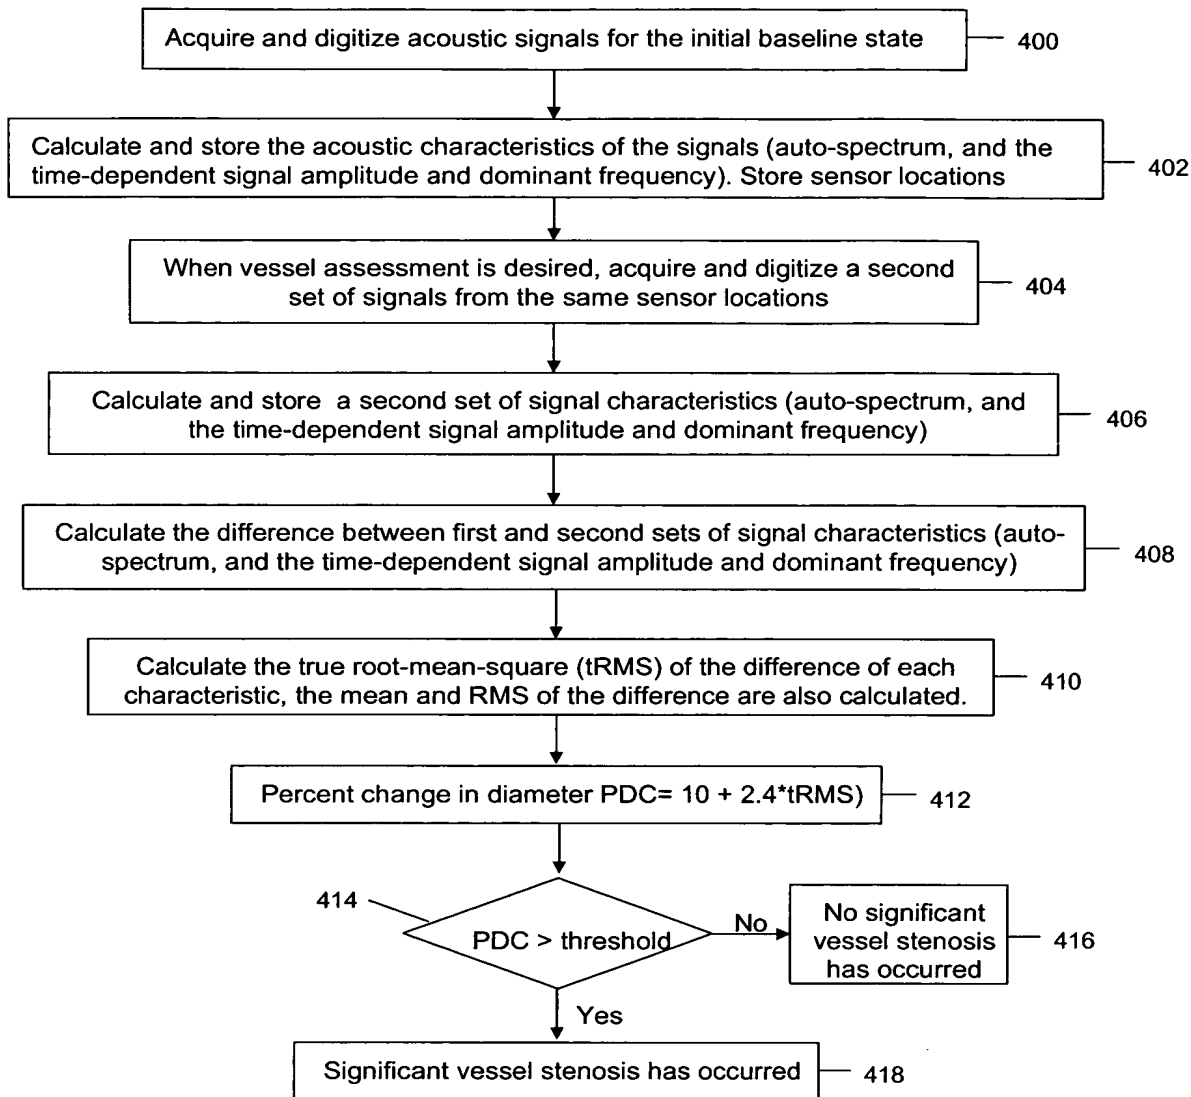 Acquire and digitize acoustic signals for the initial baseline state
400
Calculate and store the acoustic characteristics of the signals (auto-spectrum, and the
time-dependent signal amplitude and dominant frequency). Store sensor locations
402
When vessel assessment is desired, acquire and digitize a second
set of signals from the same sensor locations
404
Calculate and store a second set of signal characteristics (auto-spectrum, and
the time-dependent signal amplitude and dominant frequency)
406
Calculate the difference between first and second sets of signal characteristics (auto-
spectrum, and the time-dependent signal amplitude and dominant frequency)
408
Calculate the true root-mean-square (tRMS) of the difference of each
characteristic, the mean and RMS of the difference are also calculated.
410
Percent change in diameter PDC= 10 + 2.4*tRMS)
412
414
PDC > threshold
No
No significant
vessel stenosis
has occurred
416
Yes
Significant vessel stenosis has occurred
418